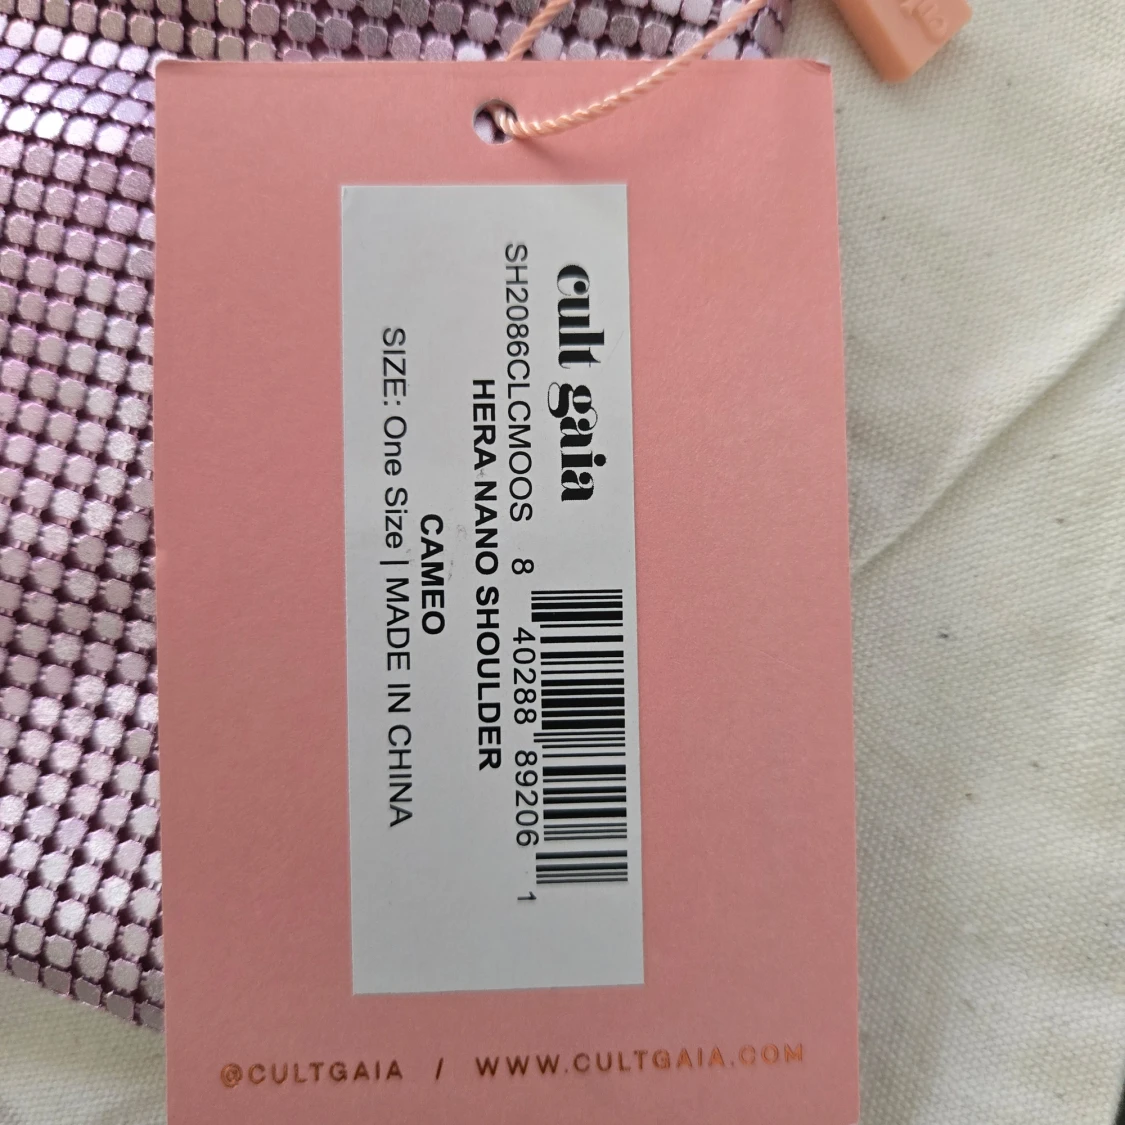 cult gaia
SH2086CLCMOOS 8 40288 89206 1
HERA NANO SHOULDER
CAMEO
SIZE: One Size | MADE IN CHINA
@CULTGAIA / WWW.CULTGAIA.COM